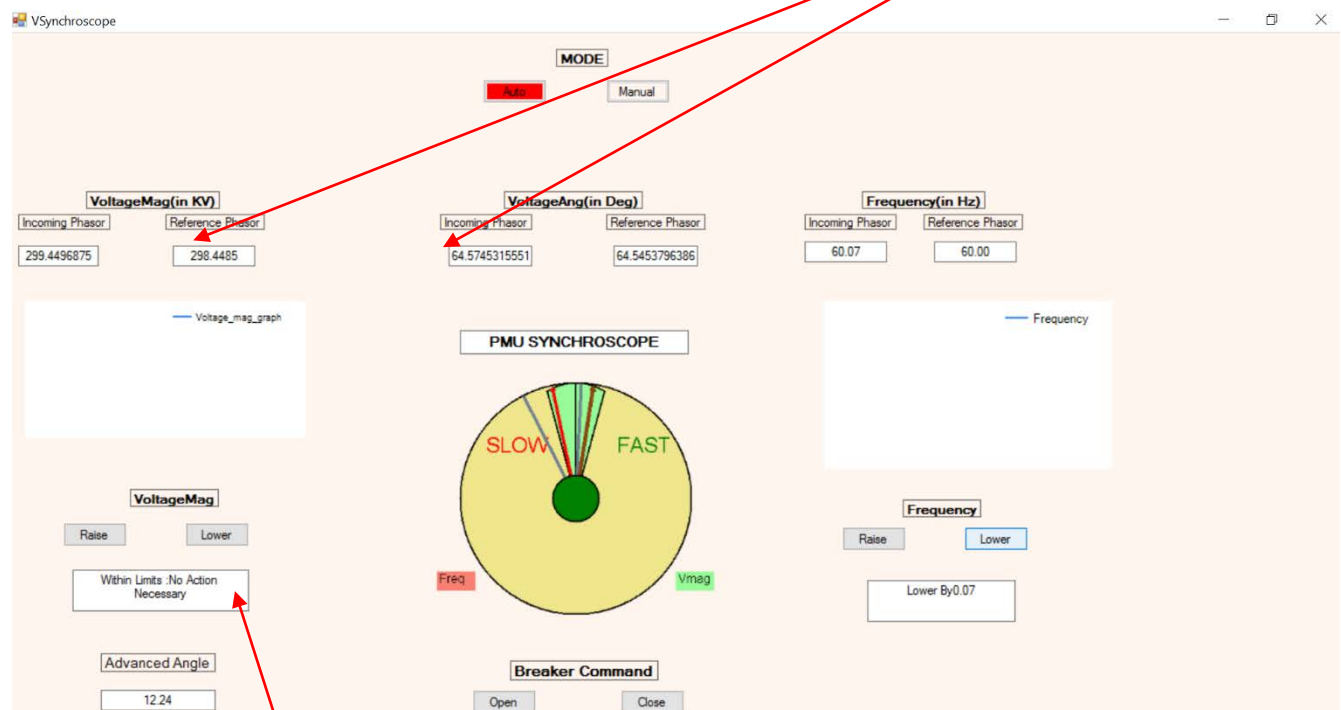 VSynchroscope
MODE
Auto
Manual
VoltageMag(in KV)
VoltageAng(in Deg)
Frequency(in Hz)
Incoming Phasor
Reference Phasor
Incoming Phasor
Reference Phasor
Incoming Phasor
Reference Phasor
299.4496875
298.4485
64.5745315551
64.5453796386
60.07
60.00
Voltage_mag_graph
Frequency
PMU SYNCHROSCOPE
SLOW
FAST
Freq
Vmag
VoltageMag
Raise
Lower
Within Limits :No Action
Necessary
Frequency
Raise
Lower
Lower By0.07
Advanced Angle
12.24
Breaker Command
Open
Close